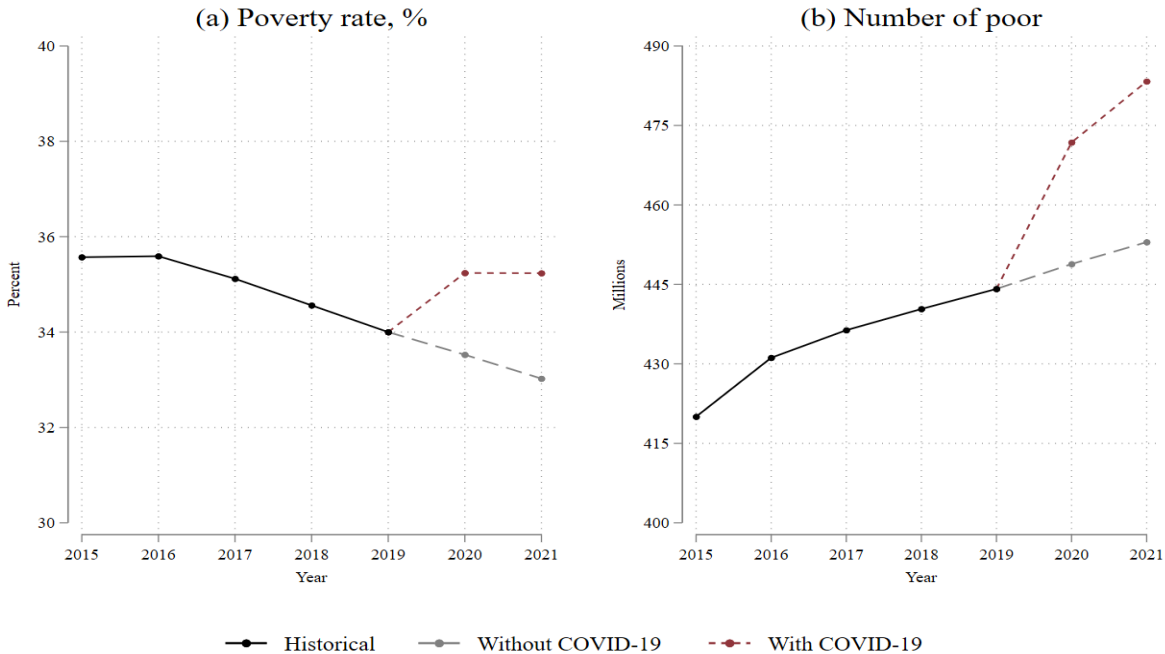 (a) Poverty rate, %
40
38
36
34
32
30
Percent
2015 2016 2017 2018 2019 2020 2021
Year
(b) Number of poor
490
475
460
445
430
415
400
Millions
2015 2016 2017 2018 2019 2020 2021
Year
Historical Without COVID-19 With COVID-19